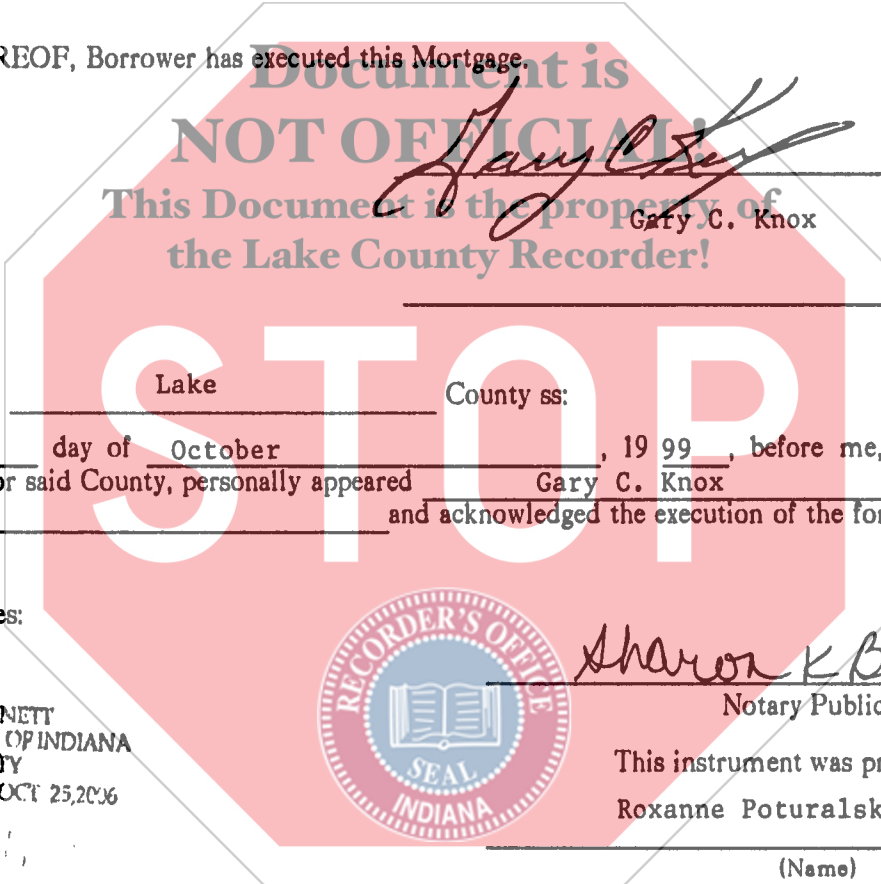 REOF, Borrower has executed this Mortgage.
Document is
NOT OFFICIAL!
This Document is the property of
the Lake County Recorder!
Gary C. Knox
Gary C. Knox
Lake County ss:
day of October , 19 99 , before me,
or said County, personally appeared Gary C. Knox
and acknowledged the execution of the for
STOP
es:
RECORDER'S OFFICE
SEAL
INDIANA
Sharon K B
NETT
OF INDIANA
TY
OCT 25,2006
Notary Public
This instrument was pr
Roxanne Poturalsk
(Name)